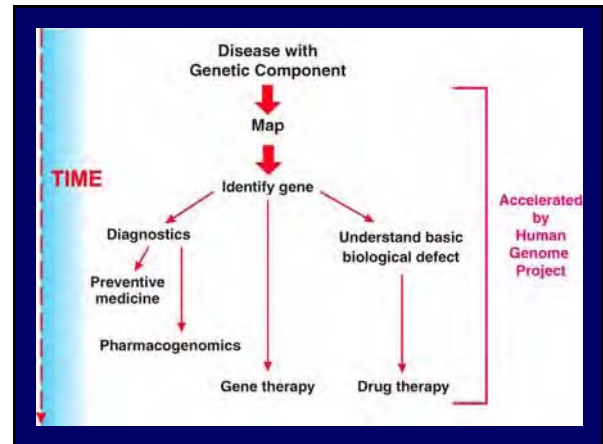 Disease with
Genetic Component
Map
TIME
Identify gene
Accelerated
by
Human
Genome
Project
Diagnostics
Understand basic
biological defect
Preventive
medicine
Pharmacogenomics
Gene therapy
Drug therapy